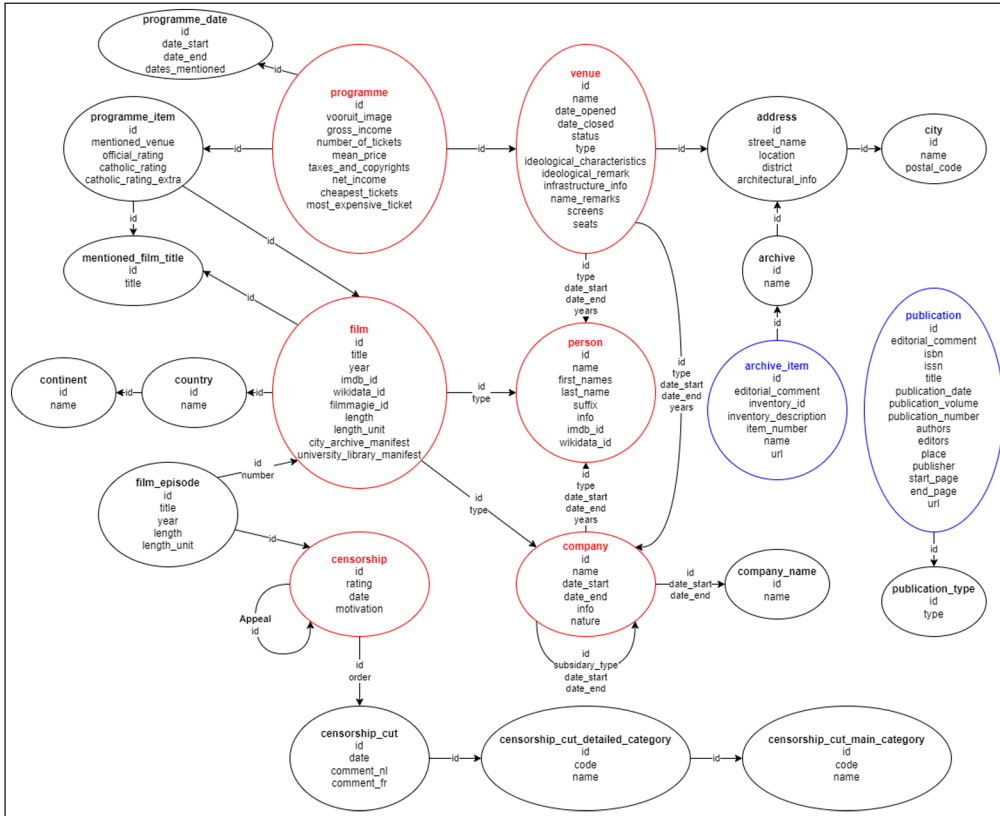 programme_date
id
date_start
date_end
dates_mentioned
id
programme
id
vooruit_image
gross_income
number_of_tickets
mean_price
taxes_and_copyrights
net_income
cheapest_tickets
most_expensive_ticket
id
venue
id
name
date_opened
date_closed
status
type
ideological_characteristics
ideological_remark
infrastructure_info
name_remarks
screens
seats
id
address
id
street_name
location
district
architectural_info
id
city
id
name
postal_code
programme_item
id
mentioned_venue
official_rating
catholic_rating
catholic_rating_extra
id
id
id
mentioned_film_title
id
title
id
id
type
date_start
date_end
years
id
archive
id
name
id
film
id
title
year
imdb_id
wikidata_id
filmmagie_id
length
length_unit
city_archive_manifest
university_library_manifest
id
type
person
id
name
first_names
last_name
suffix
info
imdb_id
wikidata_id
id
type
date_start
date_end
years
archive_item
id
editorial_comment
inventory_id
inventory_description
item_number
name
url
publication
id
editorial_comment
isbn
issn
title
publication_date
publication_volume
publication_number
authors
editors
place
publisher
start_page
end_page
url
continent
id
name
id
country
id
name
id
id
number
film_episode
id
title
year
length
length_unit
id
id
type
id
type
date_start
date_end
years
id
publication_type
id
type
censorship
id
rating
date
motivation
Appeal
id
company
id
name
date_start
date_end
info
nature
id
date_start
date_end
company_name
id
name
id
subsidary_type
date_start
date_end
id
order
censorship_cut
id
date
comment_nl
comment_fr
id
censorship_cut_detailed_category
id
code
name
id
censorship_cut_main_category
id
code
name